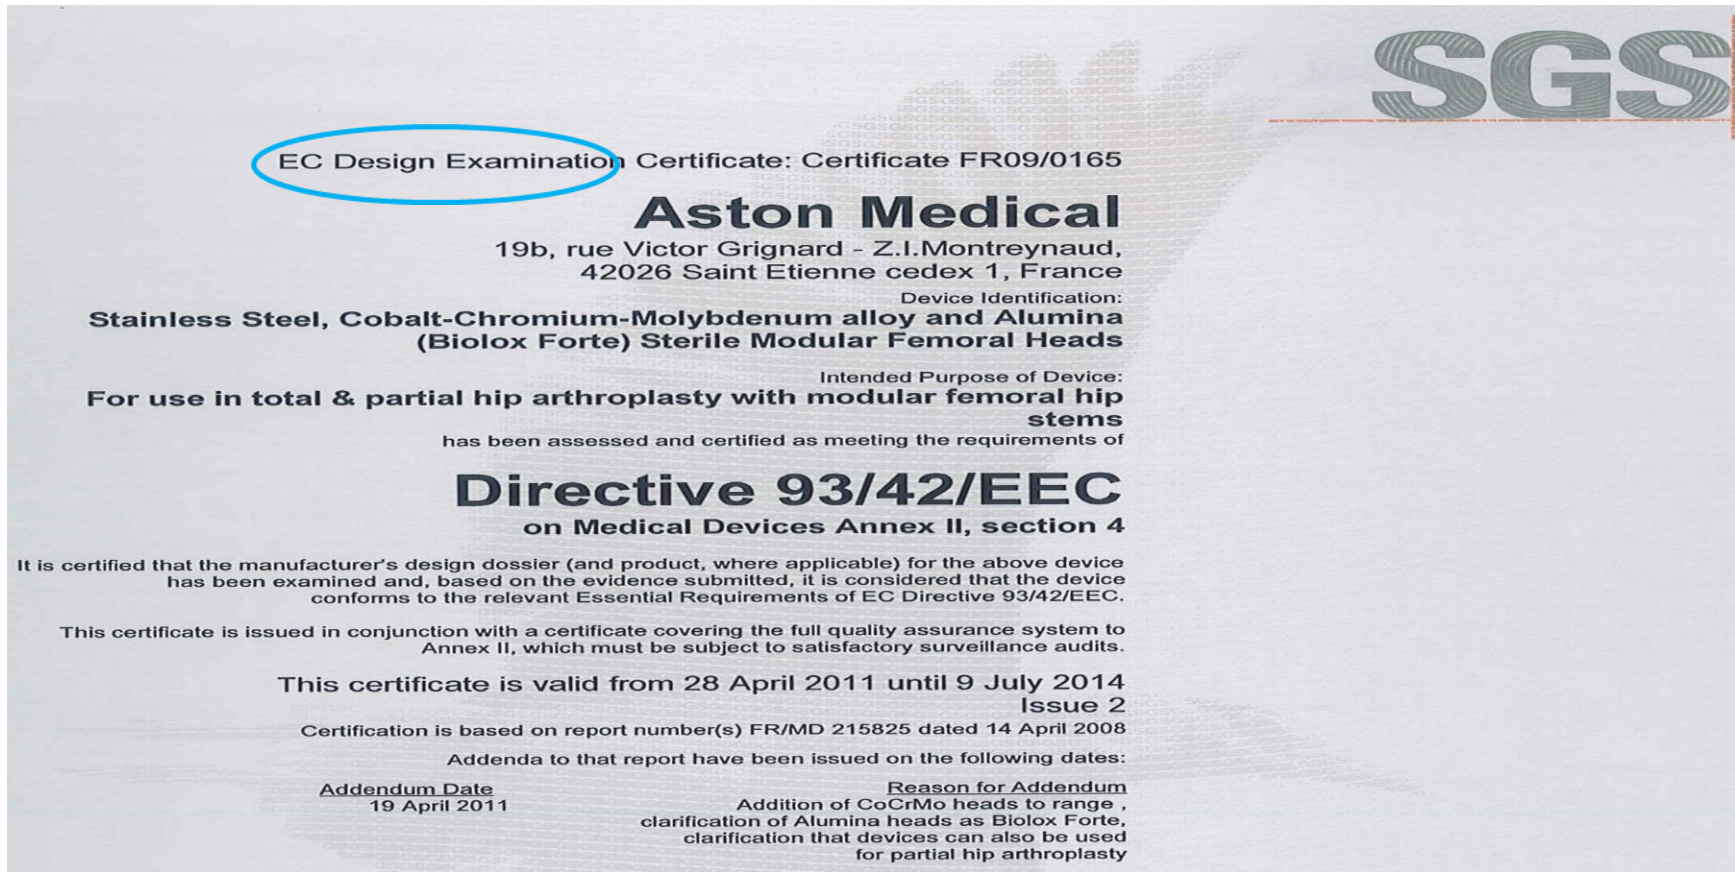 SGS
EC Design Examination Certificate: Certificate FR09/0165
Aston Medical
19b, rue Victor Grignard - Z.I.Montreynaud,
42026 Saint Etienne cedex 1, France
Device Identification:
Stainless Steel, Cobalt-Chromium-Molybdenum alloy and Alumina
(Biolox Forte) Sterile Modular Femoral Heads
Intended Purpose of Device:
For use in total & partial hip arthroplasty with modular femoral hip
stems
has been assessed and certified as meeting the requirements of
Directive 93/42/EEC
on Medical Devices Annex II, section 4
It is certified that the manufacturer's design dossier (and product, where applicable) for the above device
has been examined and, based on the evidence submitted, it is considered that the device
conforms to the relevant Essential Requirements of EC Directive 93/42/EEC.
This certificate is issued in conjunction with a certificate covering the full quality assurance system to
Annex II, which must be subject to satisfactory surveillance audits.
This certificate is valid from 28 April 2011 until 9 July 2014
Issue 2
Certification is based on report number(s) FR/MD 215825 dated 14 April 2008
Addenda to that report have been issued on the following dates:
Addendum Date Reason for Addendum
19 April 2011 Addition of CoCrMo heads to range ,
clarification of Alumina heads as Biolox Forte,
clarification that devices can also be used
for partial hip arthroplasty